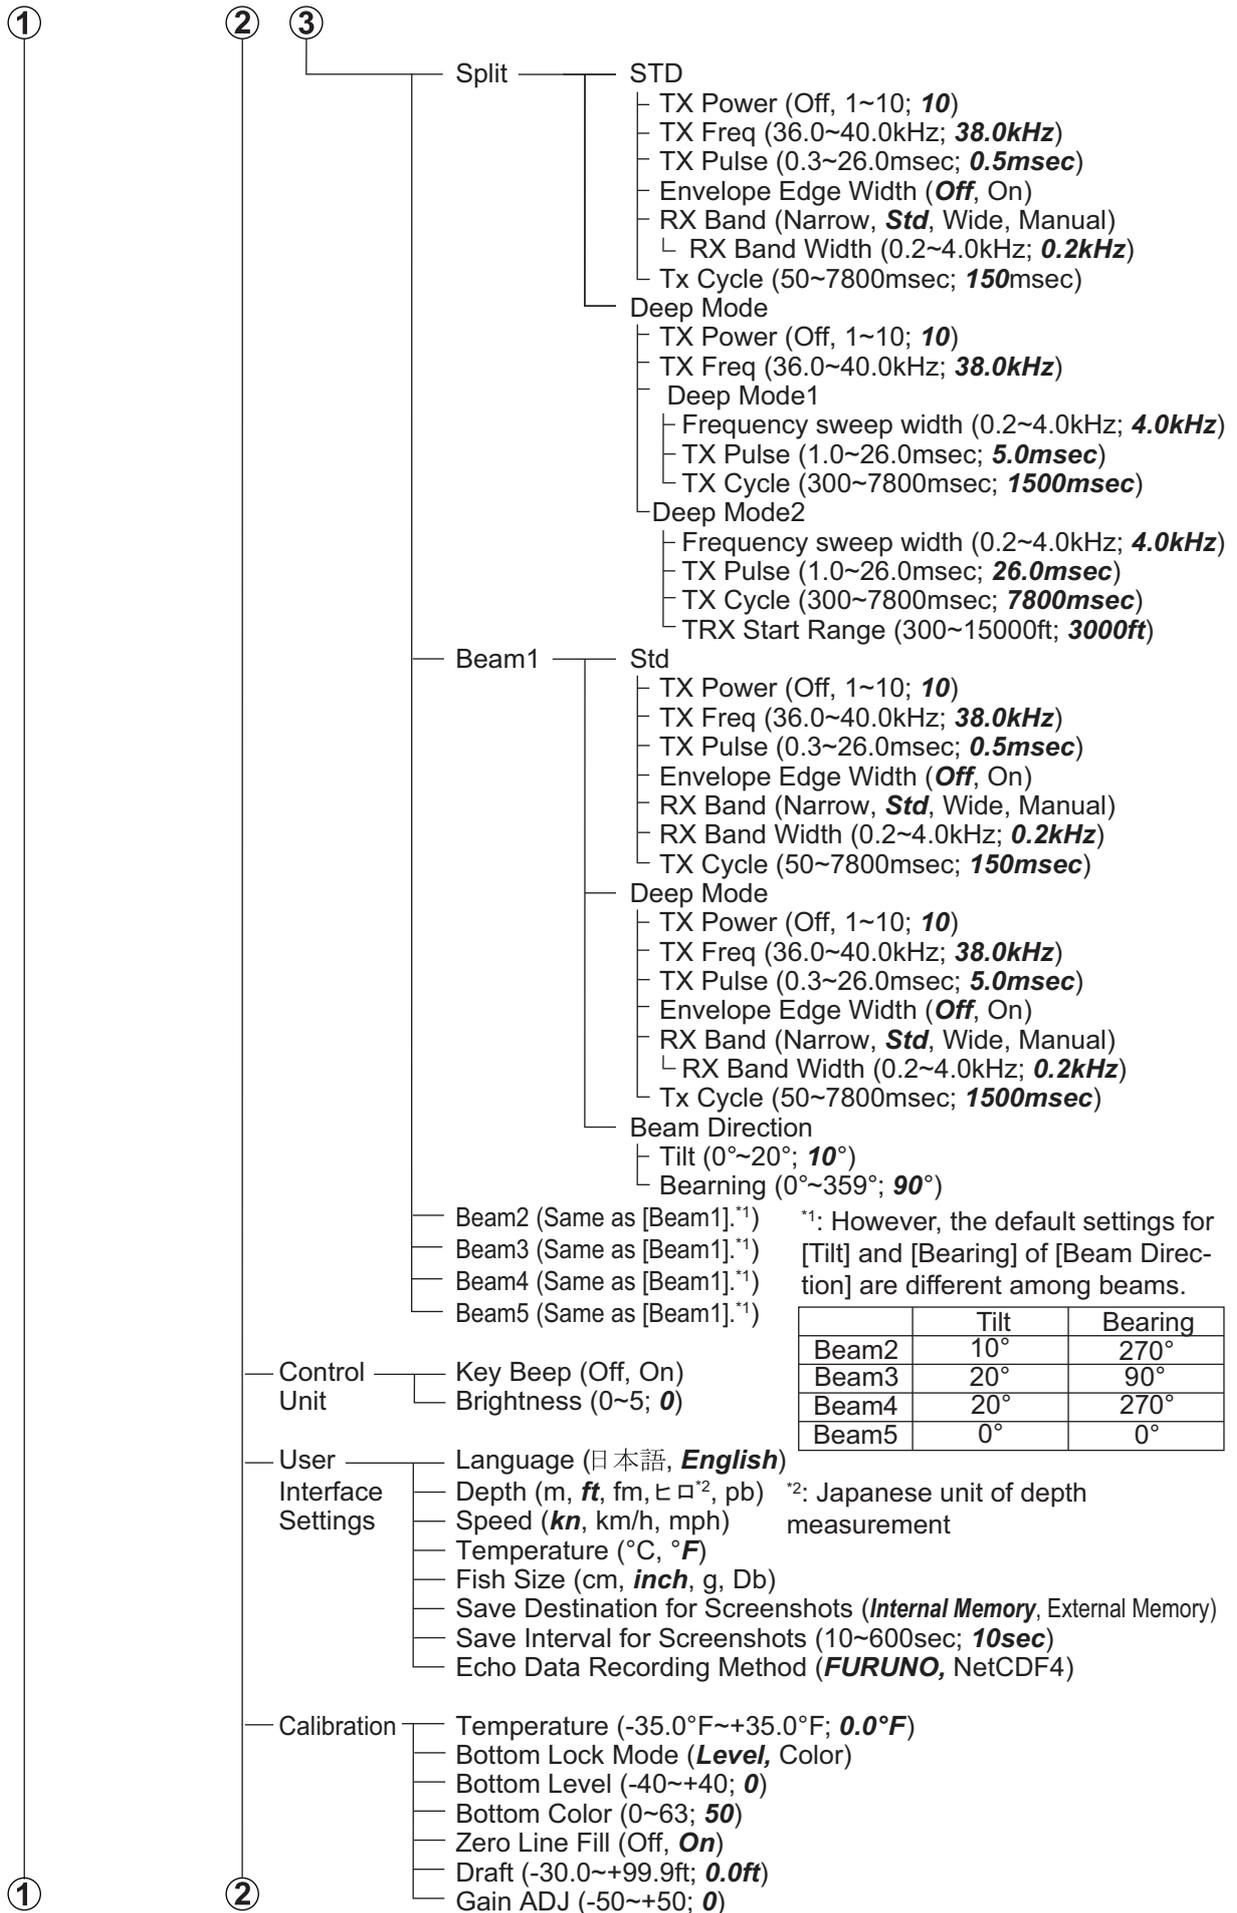 ① ② ③
Split
STD
TX Power (Off, 1~10; 10)
TX Freq (36.0~40.0kHz; 38.0kHz)
TX Pulse (0.3~26.0msec; 0.5msec)
Envelope Edge Width (Off, On)
RX Band (Narrow, Std, Wide, Manual)
RX Band Width (0.2~4.0kHz; 0.2kHz)
Tx Cycle (50~7800msec; 150msec)
Deep Mode
TX Power (Off, 1~10; 10)
TX Freq (36.0~40.0kHz; 38.0kHz)
Deep Mode1
Frequency sweep width (0.2~4.0kHz; 4.0kHz)
TX Pulse (1.0~26.0msec; 5.0msec)
TX Cycle (300~7800msec; 1500msec)
Deep Mode2
Frequency sweep width (0.2~4.0kHz; 4.0kHz)
TX Pulse (1.0~26.0msec; 26.0msec)
TX Cycle (300~7800msec; 7800msec)
TRX Start Range (300~15000ft; 3000ft)
Beam1
Std
TX Power (Off, 1~10; 10)
TX Freq (36.0~40.0kHz; 38.0kHz)
TX Pulse (0.3~26.0msec; 0.5msec)
Envelope Edge Width (Off, On)
RX Band (Narrow, Std, Wide, Manual)
RX Band Width (0.2~4.0kHz; 0.2kHz)
TX Cycle (50~7800msec; 150msec)
Deep Mode
TX Power (Off, 1~10; 10)
TX Freq (36.0~40.0kHz; 38.0kHz)
TX Pulse (0.3~26.0msec; 5.0msec)
Envelope Edge Width (Off, On)
RX Band (Narrow, Std, Wide, Manual)
RX Band Width (0.2~4.0kHz; 0.2kHz)
Tx Cycle (50~7800msec; 1500msec)
Beam Direction
Tilt (0°~20°; 10°)
Bearning (0°~359°; 90°)
Beam2 (Same as [Beam1].*1)
Beam3 (Same as [Beam1].*1)
Beam4 (Same as [Beam1].*1)
Beam5 (Same as [Beam1].*1)
*1: However, the default settings for
[Tilt] and [Bearing] of [Beam Direc-
tion] are different among beams.
Tilt Bearing
Beam2 10° 270°
Beam3 20° 90°
Beam4 20° 270°
Beam5 0° 0°
Control
Unit
Key Beep (Off, On)
Brightness (0~5; 0)
User
Interface
Settings
Language (日本語, English)
Depth (m, ft, fm, ヒロ*2, pb)
*2: Japanese unit of depth
measurement
Speed (kn, km/h, mph)
Temperature (°C, °F)
Fish Size (cm, inch, g, Db)
Save Destination for Screenshots (Internal Memory, External Memory)
Save Interval for Screenshots (10~600sec; 10sec)
Echo Data Recording Method (FURUNO, NetCDF4)
Calibration
Temperature (-35.0°F~+35.0°F; 0.0°F)
Bottom Lock Mode (Level, Color)
Bottom Level (-40~+40; 0)
Bottom Color (0~63; 50)
Zero Line Fill (Off, On)
Draft (-30.0~+99.9ft; 0.0ft)
Gain ADJ (-50~+50; 0)
① ②